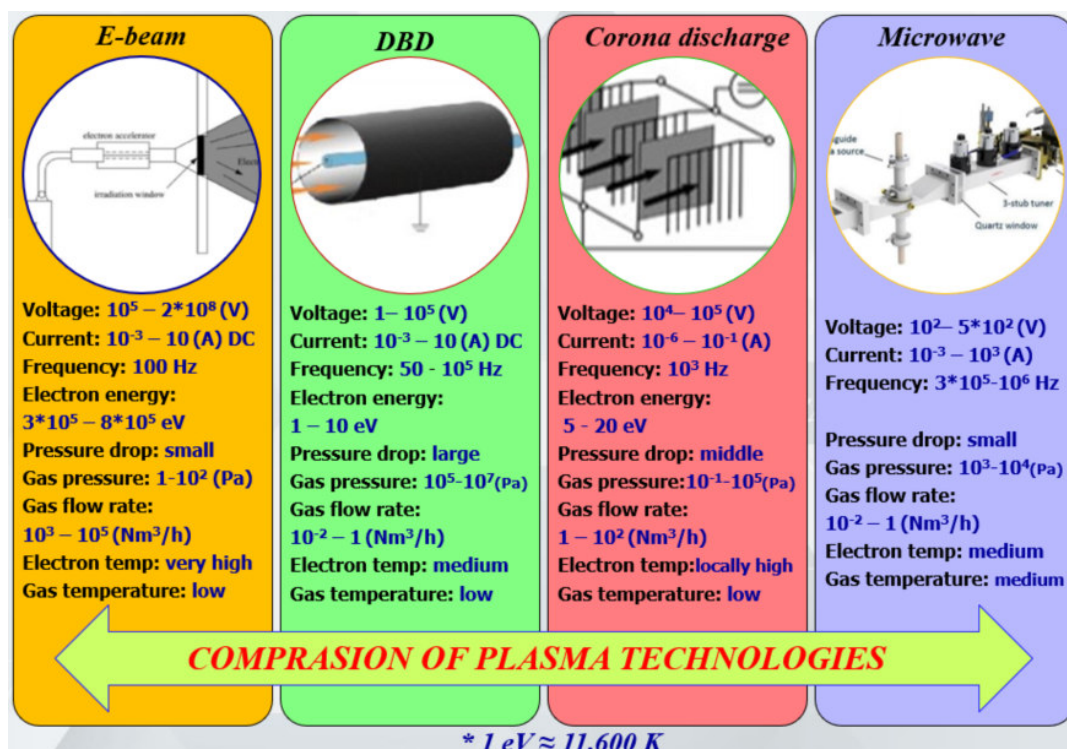 E-beam
electron accelerator
irradiation window
Voltage: 10⁵ – 2*10⁸ (V)
Current: 10⁻³ – 10 (A) DC
Frequency: 100 Hz
Electron energy:
3*10⁵ – 8*10⁵ eV
Pressure drop: small
Gas pressure: 1-10² (Pa)
Gas flow rate:
10³ – 10⁵ (Nm³/h)
Electron temp: very high
Gas temperature: low
DBD
Voltage: 1– 10⁵ (V)
Current: 10⁻³ – 10 (A) DC
Frequency: 50 - 10⁵ Hz
Electron energy:
1 – 10 eV
Pressure drop: large
Gas pressure: 10⁵-10⁷(Pa)
Gas flow rate:
10⁻² – 1 (Nm³/h)
Electron temp: medium
Gas temperature: low
Corona discharge
Voltage: 10⁴– 10⁵ (V)
Current: 10⁻⁶ – 10⁻¹ (A)
Frequency: 10³ Hz
Electron energy:
5 - 20 eV
Pressure drop: middle
Gas pressure:10⁻¹-10⁵(Pa)
Gas flow rate:
1 – 10² (Nm³/h)
Electron temp:locally high
Gas temperature: low
Microwave
guide
a source
3-stub tuner
Quartz window
Voltage: 10²– 5*10² (V)
Current: 10⁻³ – 10³ (A)
Frequency: 3*10⁵-10⁶ Hz
Pressure drop: small
Gas pressure: 10³-10⁴(Pa)
Gas flow rate:
10⁻² – 1 (Nm³/h)
Electron temp: medium
Gas temperature: medium
COMPRASION OF PLASMA TECHNOLOGIES
* 1 eV ≈ 11,600 K